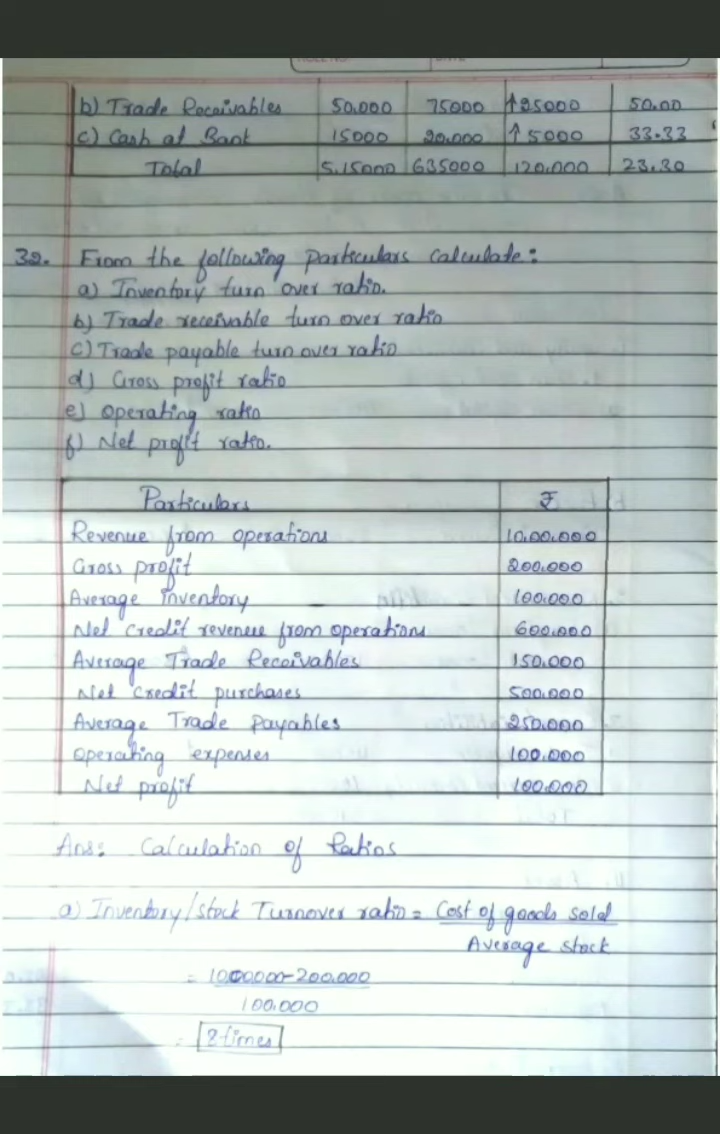 b) Trade Receivables 50,000 75000 ↑25000 50.00
c) Cash at Bank 15000 20,000 ↑5000 33.33
Total 5,15000 635000 120,000 23.30
32. From the following particulars calculate:
a) Inventory turn over ratio.
b) Trade receivable turn over ratio
c) Trade payable turn over ratio
d) Gross profit ratio
e) operating ratio
f) Net profit ratio.
Particulars ₹
Revenue from operations 10,00,000
Gross profit 200,000
Average inventory 100,000
Net credit revenue from operations 600,000
Average Trade Receivables 150,000
Net credit purchases 500,000
Average Trade payables 250,000
operating expenses 100,000
Net profit 100,000
Ans: Calculation of Ratios
a) Inventory/stock Turnover ratio = Cost of goods sold
Average stock
= 1000000-200,000
100,000
= 8 times